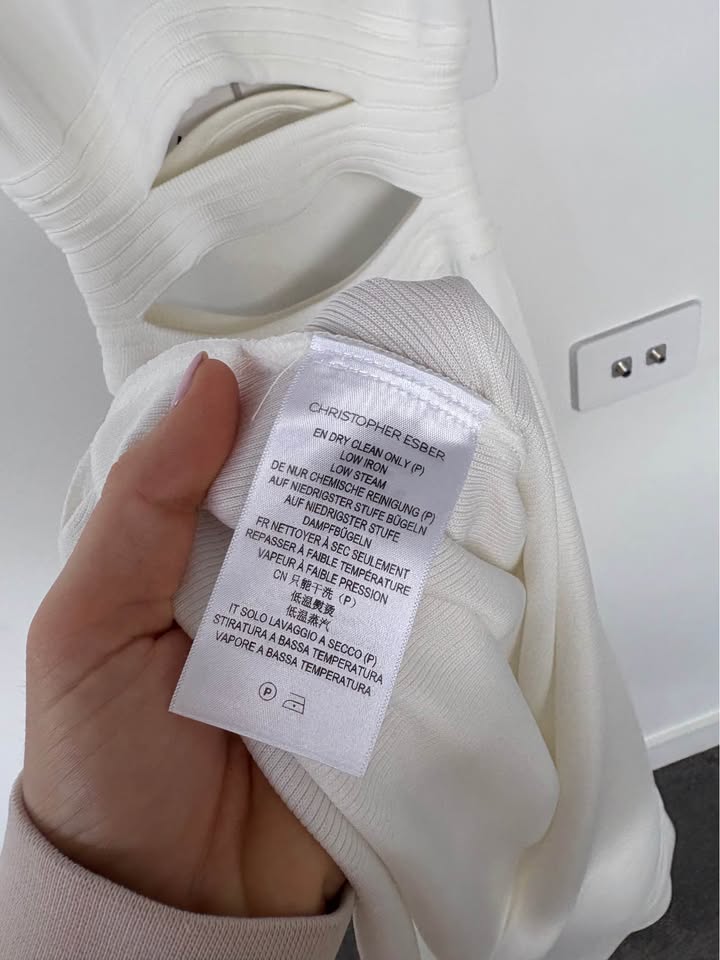 CHRISTOPHER ESBER
EN DRY CLEAN ONLY (P)
LOW IRON
LOW STEAM
DE NUR CHEMISCHE REINIGUNG (P)
AUF NIEDRIGSTER STUFE BÜGELN
AUF NIEDRIGSTER STUFE
DAMPFBÜGELN
FR NETTOYER À SEC SEULEMENT
REPASSER À FAIBLE TEMPÉRATURE
VAPEUR À FAIBLE PRESSION
CN 只能干洗（P）
低温熨烫
低温蒸汽
IT SOLO LAVAGGIO A SECCO (P)
STIRATURA A BASSA TEMPERATURA
VAPORE A BASSA TEMPERATURA
P